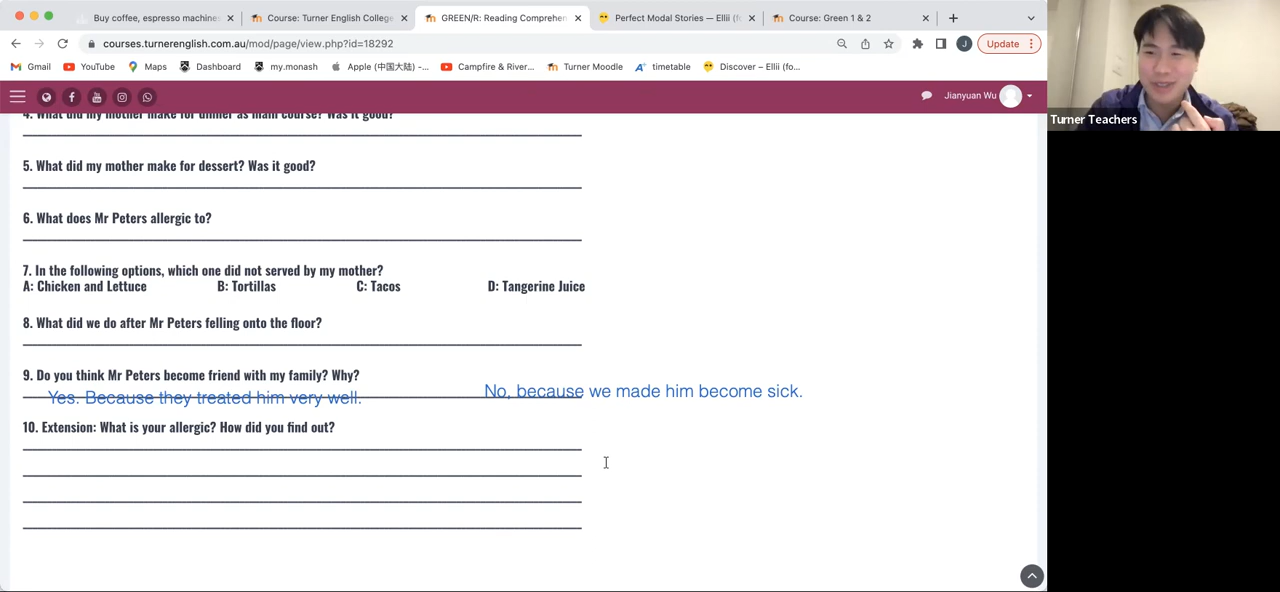 Buy coffee, espresso machine
Course: Turner English College
GREEN/R: Reading Comprehen
Perfect Modal Stories — Ellii (f
Course: Green 1 & 2
courses.turnerenglish.com.au/mod/page/view.php?id=18292
J
Update
Gmail
YouTube
Maps
Dashboard
my.monash
Apple (中国大陆) -...
Campfire & River...
Turner Moodle
timetable
Discover – Ellii (fo...
Jianyuan Wu
Turner Teachers
4. What did my mother make for dinner as main course? Was it good?
5. What did my mother make for dessert? Was it good?
6. What does Mr Peters allergic to?
7. In the following options, which one did not served by my mother?
A: Chicken and Lettuce B: Tortillas C: Tacos D: Tangerine Juice
8. What did we do after Mr Peters felling onto the floor?
9. Do you think Mr Peters become friend with my family? Why?
Yes. Because they treated him very well. No, because we made him become sick.
10. Extension: What is your allergic? How did you find out?